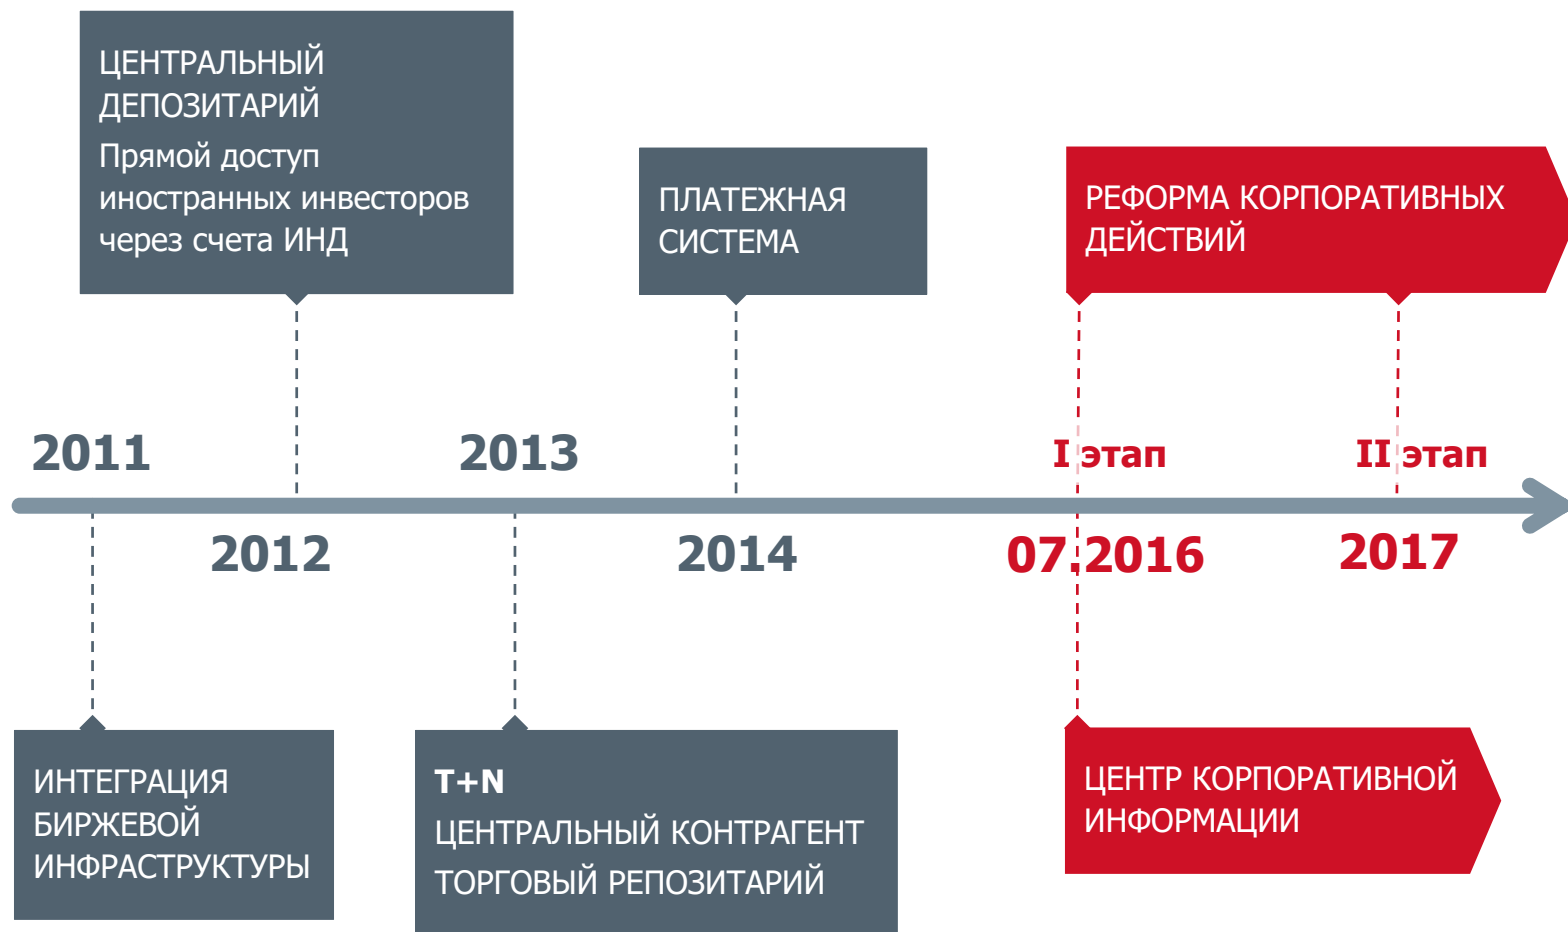 ЦЕНТРАЛЬНЫЙ
ДЕПОЗИТАРИЙ
Прямой доступ
иностранных инвесторов
через счета ИНД
ПЛАТЕЖНАЯ
СИСТЕМА
РЕФОРМА КОРПОРАТИВНЫХ
ДЕЙСТВИЙ
2011
2013
I этап
II этап
2012
2014
07.2016
2017
ИНТЕГРАЦИЯ
БИРЖЕВОЙ
ИНФРАСТРУКТУРЫ
T+N
ЦЕНТРАЛЬНЫЙ КОНТРАГЕНТ
ТОРГОВЫЙ РЕПОЗИТАРИЙ
ЦЕНТР КОРПОРАТИВНОЙ
ИНФОРМАЦИИ